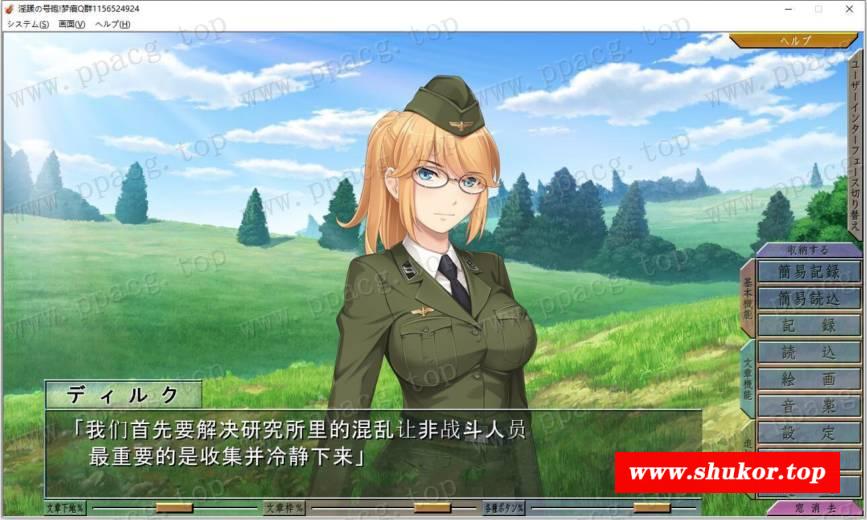 淫腰の号砲!梦痕Q群1156524924
システム(S) 画面(V) ヘルプ(H)
ヘルプ
ユーザーインターフェース切り替え
www.ppacg.top
収納する
基本機能
簡易記録
簡易読込
記録
読込
文章機能
絵画
音楽
設定
ディルク
「我们首先要解决研究所里的混乱让非战斗人员
最重要的是收集并冷静下来」
www.shukor.top
文章下地%
文章枠%
各種ボタン%
窓消去